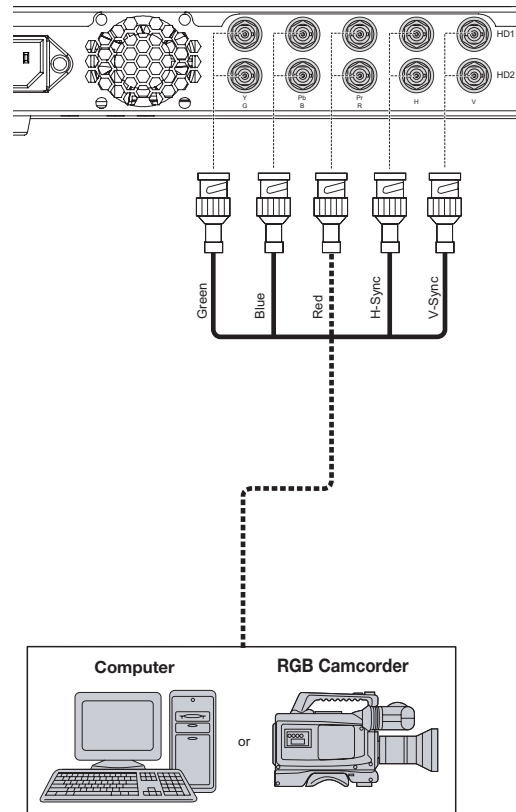 HD1
HD2
Y Pb Pr H V
G B R
Green
Blue
Red
H-Sync
V-Sync
Computer
RGB Camcorder
or